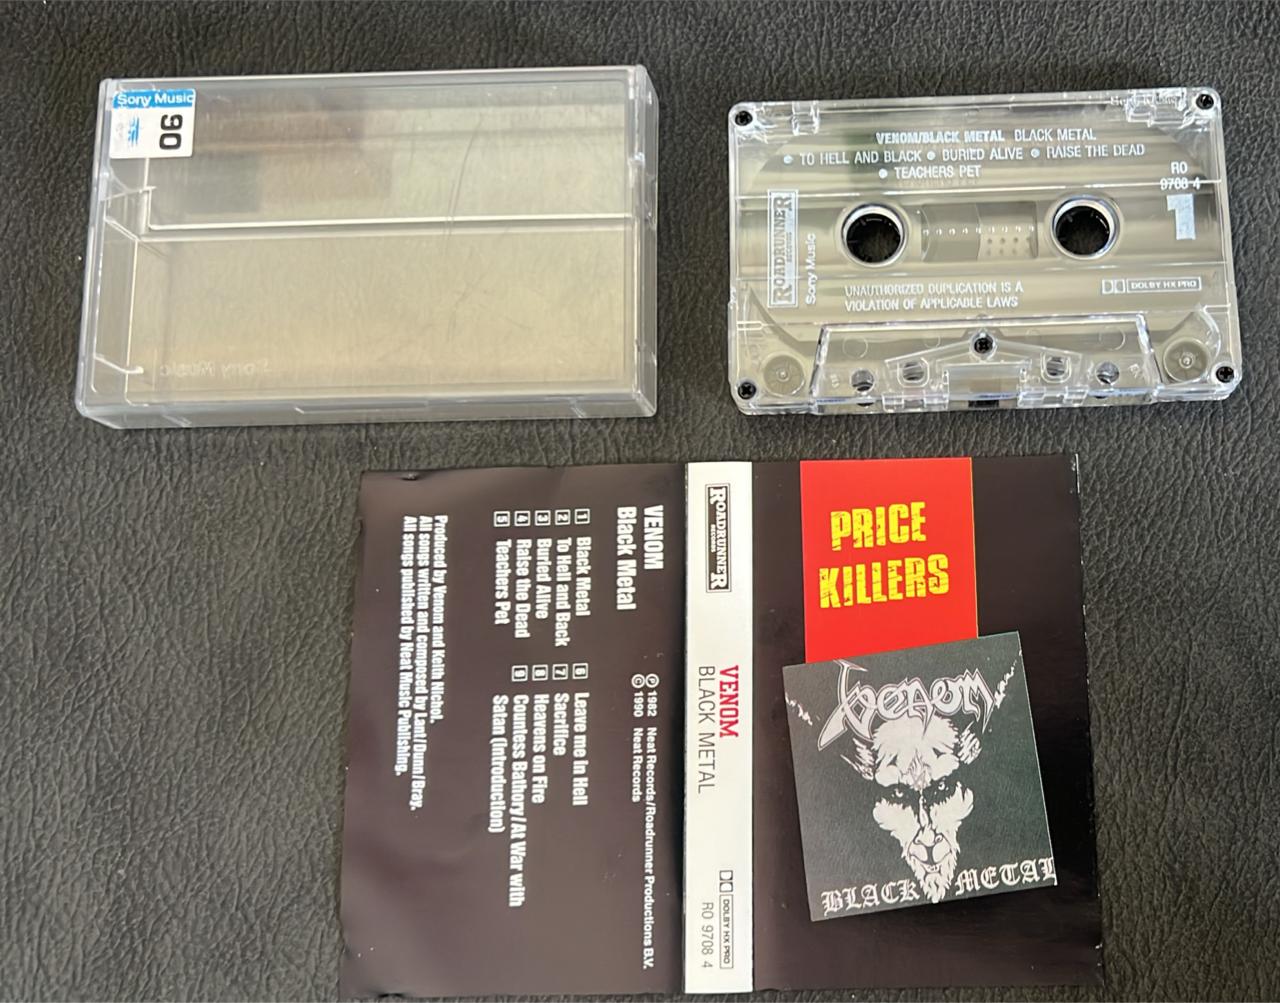 Sony Music
90
Sony Music
Sony Music
VENOM/BLACK METAL BLACK METAL
TO HELL AND BLACK RAISE THE DEAD BURIED ALIVE
TEACHERS PET
RO
9708 4
1
ROADRUNNER
RECORDS
Sony Music
UNAUTHORIZED DUPLICATION IS A
VIOLATION OF APPLICABLE LAWS
DOLBY HX PRO
VENOM
Black Metal
1 Black Metal
2 To Hell and Back
3 Buried Alive
4 Raise the Dead
5 Teachers Pet
6 Leave me in Hell
7 Sacrifice
8 Heavens on Fire
9 Countess Bathory/At War with
Satan (Introduction)
Ⓟ 1982 Neat Records/Roadrunner Productions B.V.
© 1990 Neat Records
Produced by Venom and Keith Nichol.
All songs written and composed by Lant/Dunn/Bray.
All songs published by Neat Music Publishing.
ROADRUNNER
RECORDS
VENOM
BLACK METAL
DOLBY HX PRO
RO 9708 4
PRICE
KILLERS
Venom
BLACK METAL